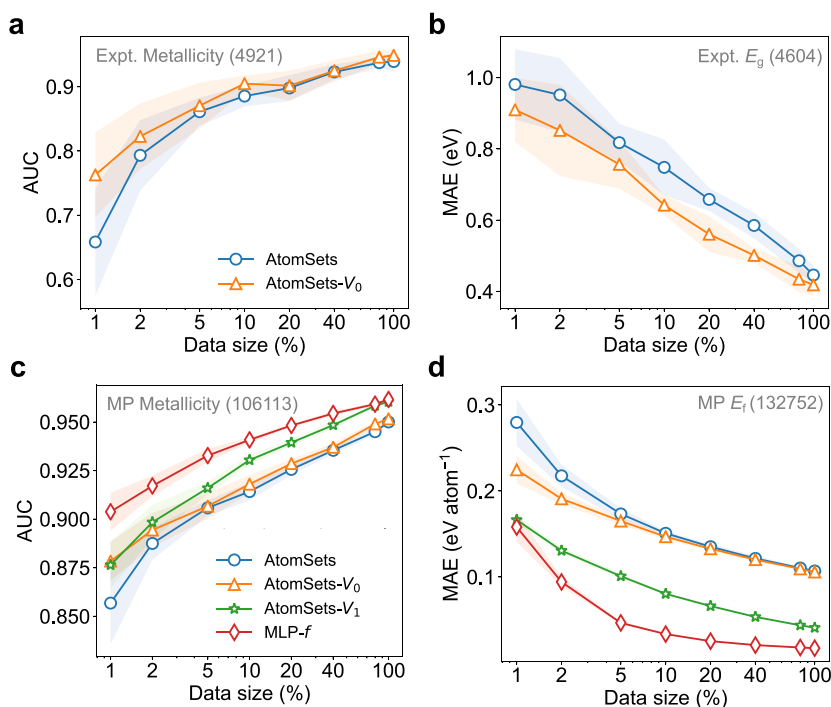 a
Expt. Metallicity (4921)
0.9
0.8
0.7
0.6
AUC
AtomSets
AtomSets-V₀
1 2 5 10 20 40 100
Data size (%)
b
Expt. E_g (4604)
1.0
0.8
0.6
0.4
MAE (eV)
1 2 5 10 20 40 100
Data size (%)
c
MP Metallicity (106113)
0.950
0.925
0.900
0.875
0.850
AUC
AtomSets
AtomSets-V₀
AtomSets-V₁
MLP-f
1 2 5 10 20 40 100
Data size (%)
d
MP E_f (132752)
0.3
0.2
0.1
MAE (eV atom⁻¹)
1 2 5 10 20 40 100
Data size (%)